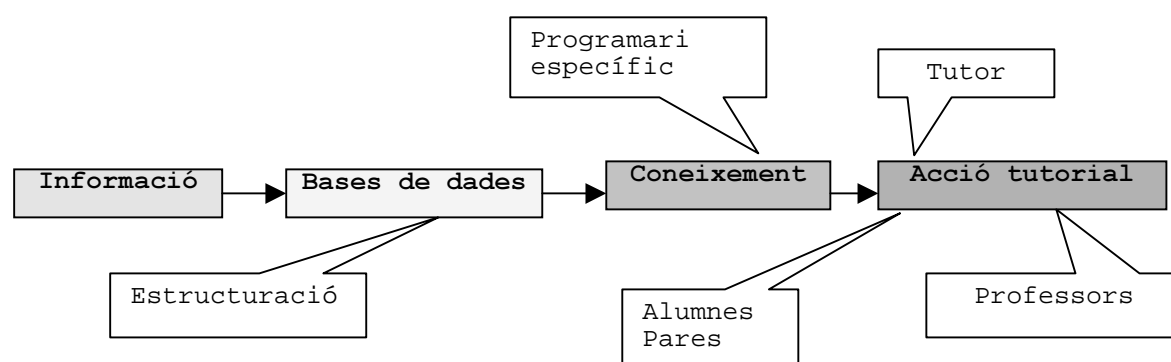 Programari
específic
Tutor
Informació
Bases de dades
Coneixement
Acció tutorial
Estructuració
Alumnes
Pares
Professors